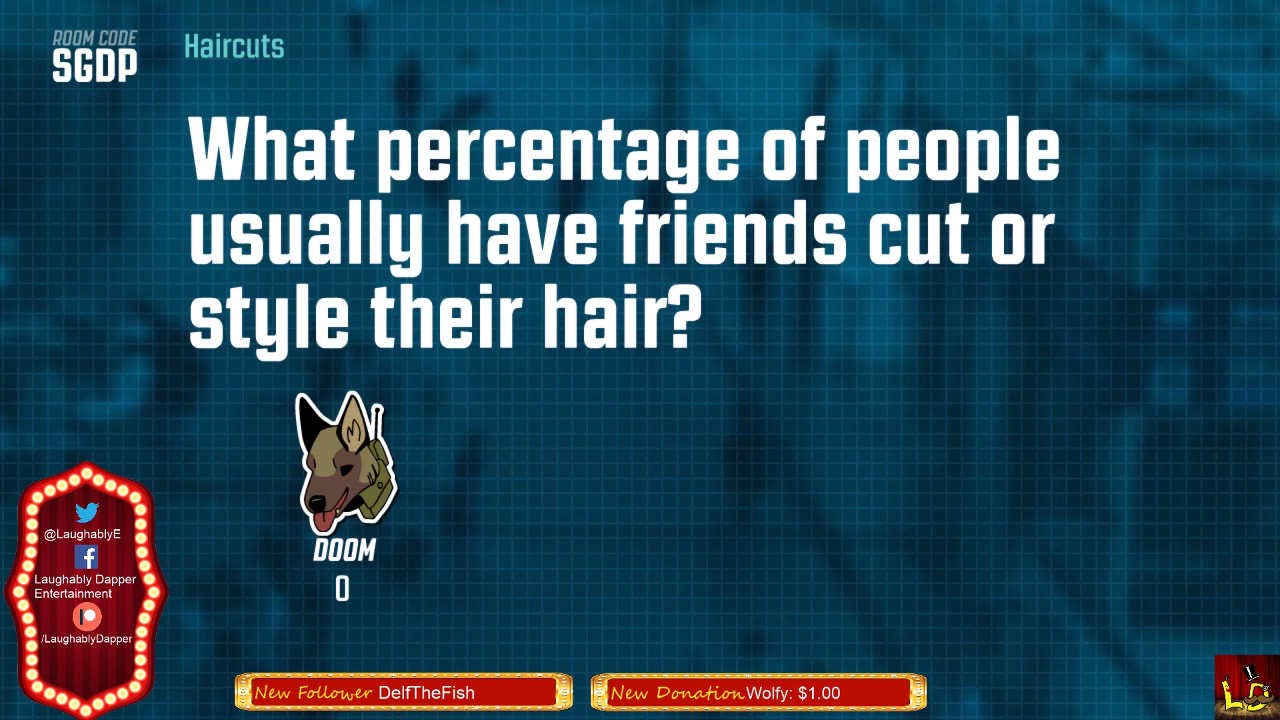 ROOM CODE
SGDP
Haircuts
What percentage of people
usually have friends cut or
style their hair?
DOOM
0
@LaughablyE
Laughably Dapper
Entertainment
/LaughablyDapper
New Follower DelfTheFish
New Donation Wolfy: $1.00
LD